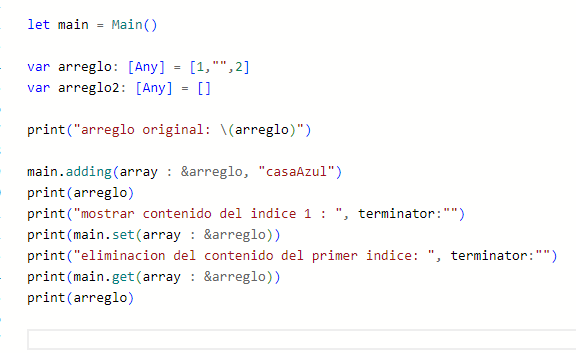 let main = Main()
var arreglo: [Any] = [1,"",2]
var arreglo2: [Any] = []
print("arreglo original: \(arreglo)")
main.adding(array : &arreglo, "casaAzul")
print(arreglo)
print("mostrar contenido del indice 1 : ", terminator:"")
print(main.set(array : &arreglo))
print("eliminacion del contenido del primer indice: ", terminator:"")
print(main.get(array : &arreglo))
print(arreglo)